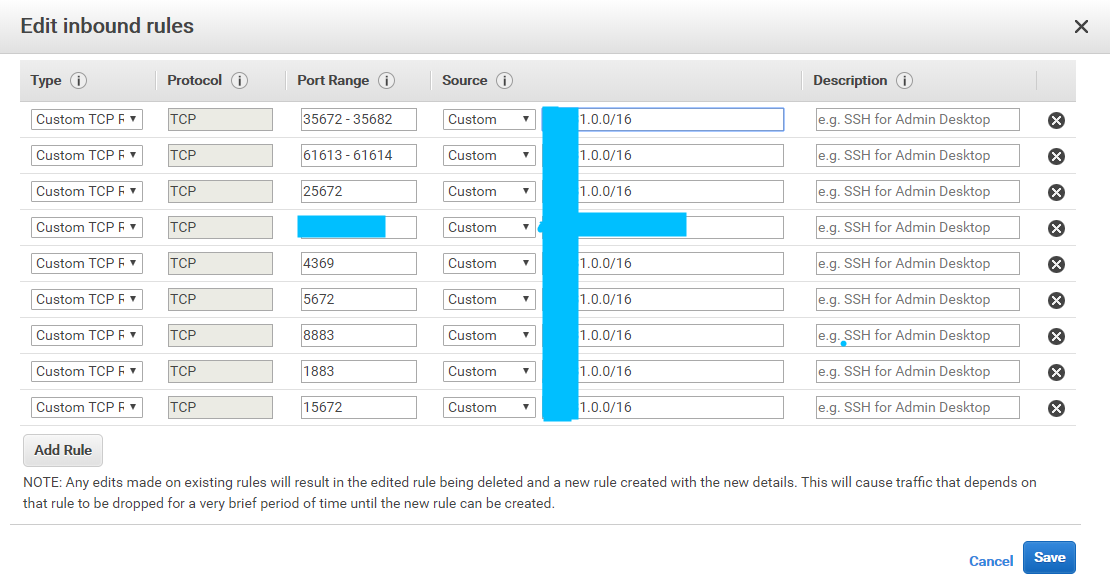 Edit inbound rules
Type Protocol Port Range Source Description
Custom TCP R TCP 35672 - 35682 Custom 1.0.0/16 e.g. SSH for Admin Desktop
Custom TCP R TCP 61613 - 61614 Custom 1.0.0/16 e.g. SSH for Admin Desktop
Custom TCP R TCP 25672 Custom 1.0.0/16 e.g. SSH for Admin Desktop
Custom TCP R TCP Custom e.g. SSH for Admin Desktop
Custom TCP R TCP 4369 Custom 1.0.0/16 e.g. SSH for Admin Desktop
Custom TCP R TCP 5672 Custom 1.0.0/16 e.g. SSH for Admin Desktop
Custom TCP R TCP 8883 Custom 1.0.0/16 e.g. SSH for Admin Desktop
Custom TCP R TCP 1883 Custom 1.0.0/16 e.g. SSH for Admin Desktop
Custom TCP R TCP 15672 Custom 1.0.0/16 e.g. SSH for Admin Desktop
Add Rule
NOTE: Any edits made on existing rules will result in the edited rule being deleted and a new rule created with the new details. This will cause traffic that depends on
that rule to be dropped for a very brief period of time until the new rule can be created.
Cancel Save